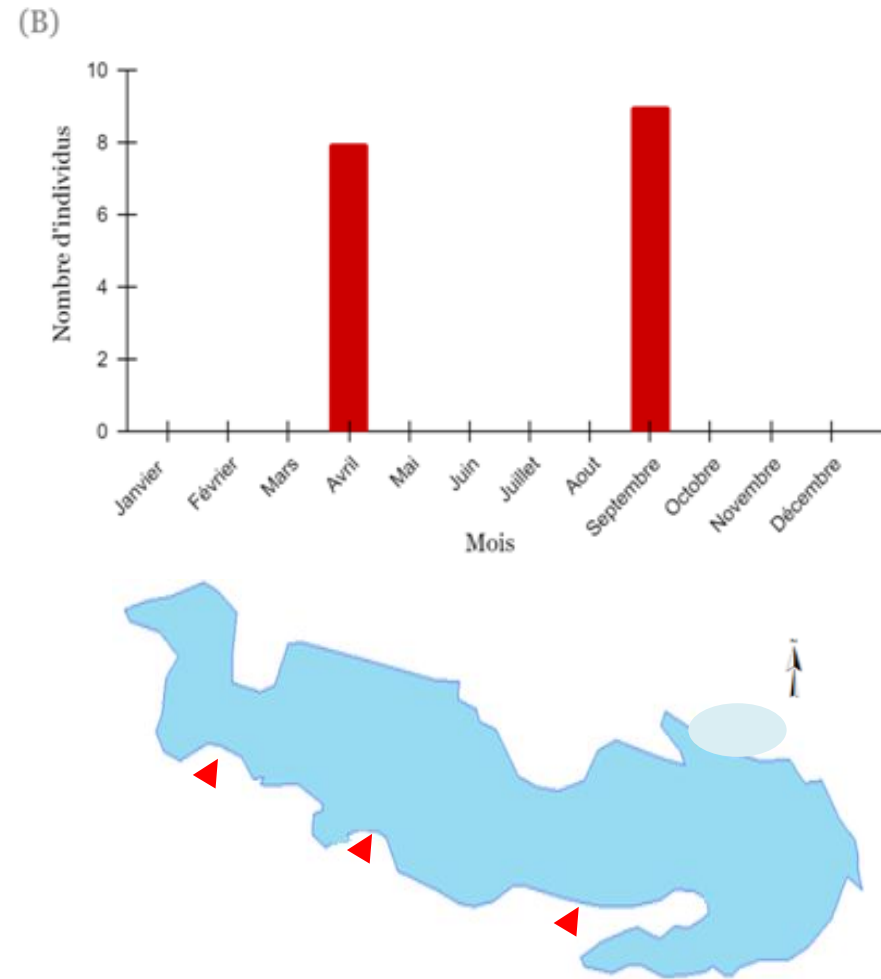 (B)
Nombre d'individus
10
8
6
4
2
0
Janvier
Février
Mars
Avril
Mai
Juin
Juillet
Aout
Septembre
Octobre
Novembre
Décembre
Mois